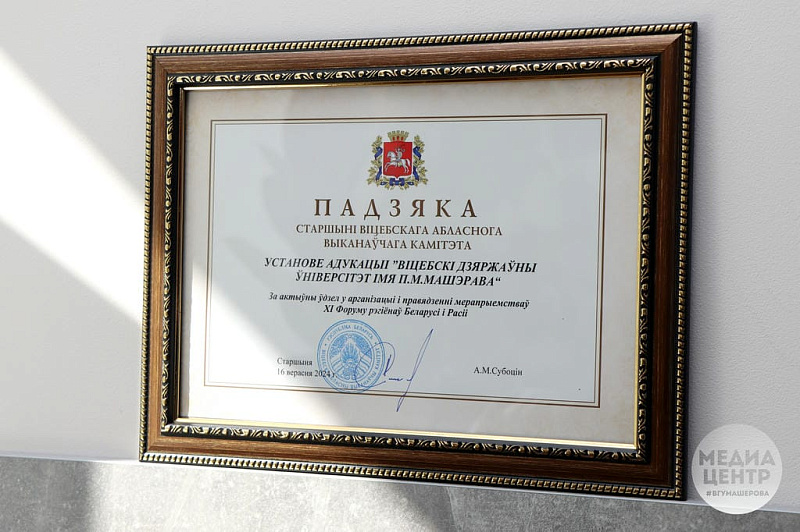 ПАДЗЯКА
СТАРШЫНІ ВІЦЕБСКАГА АБЛАСНОГА
ВЫКАНАЎЧАГА КАМІТЭТА
УСТАНОВЕ АДУКАЦЫІ "ВІЦЕБСКІ ДЗЯРЖАЎНЫ
ЎНІВЕРСІТЭТ ІМЯ П.М.МАШЭРАВА“
За актыўны ўдзел у арганізацыі і правядзенні мерапрыемстваў
XI Форуму рэгіёнаў Беларусі і Расіі
Старшыня
16 верасня 2024 г.
А.М.Субоцін
МЕДИА
ЦЕНТР
#ВГУМАШЕРОВА